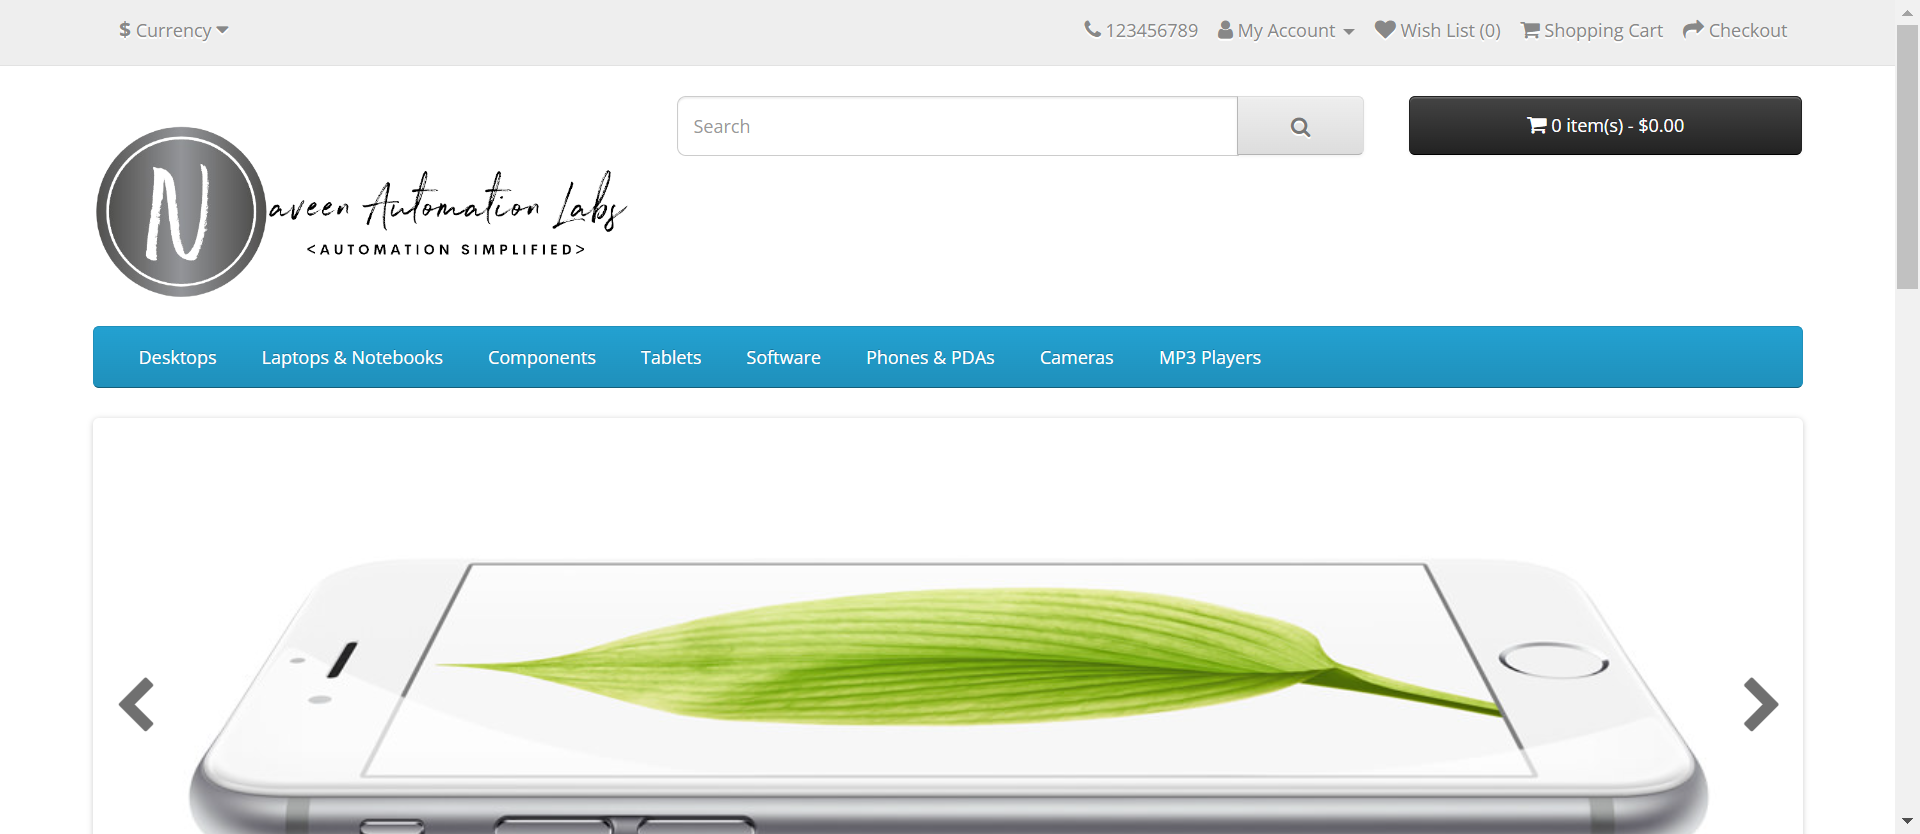 $ Currency
123456789 My Account Wish List (0) Shopping Cart Checkout
Search
0 item(s) - $0.00
Naveen Automation Labs
<AUTOMATION SIMPLIFIED>
Desktops Laptops & Notebooks Components Tablets Software Phones & PDAs Cameras MP3 Players